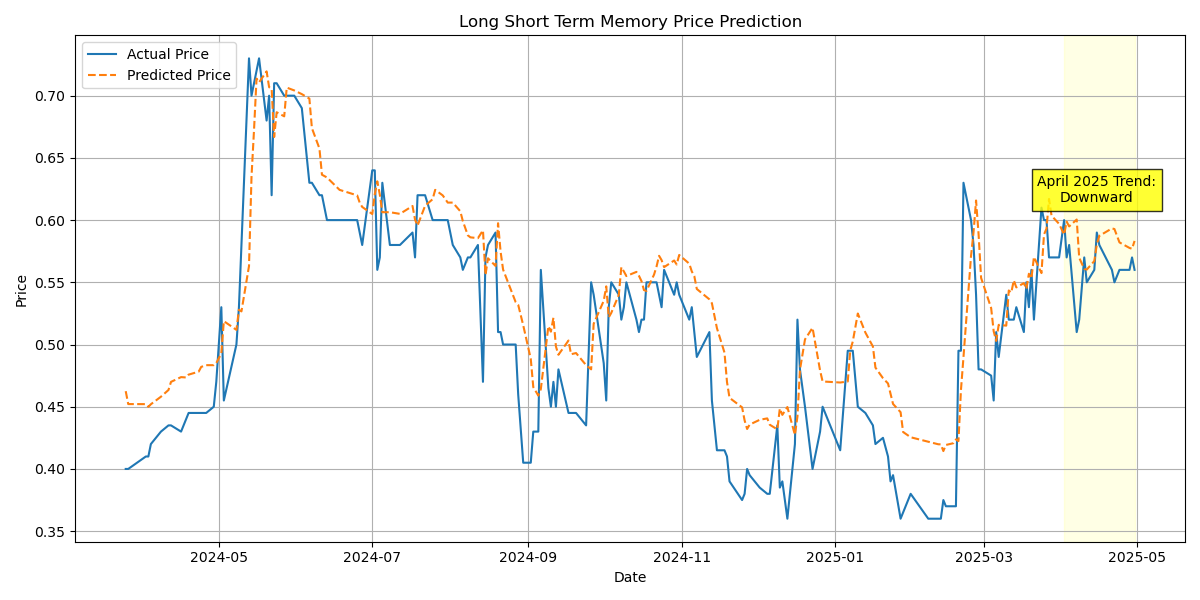 Long Short Term Memory Price Prediction
Actual Price
Predicted Price
April 2025 Trend:
Downward
Price
0.70
0.65
0.60
0.55
0.50
0.45
0.40
0.35
2024-05
2024-07
2024-09
2024-11
2025-01
2025-03
2025-05
Date